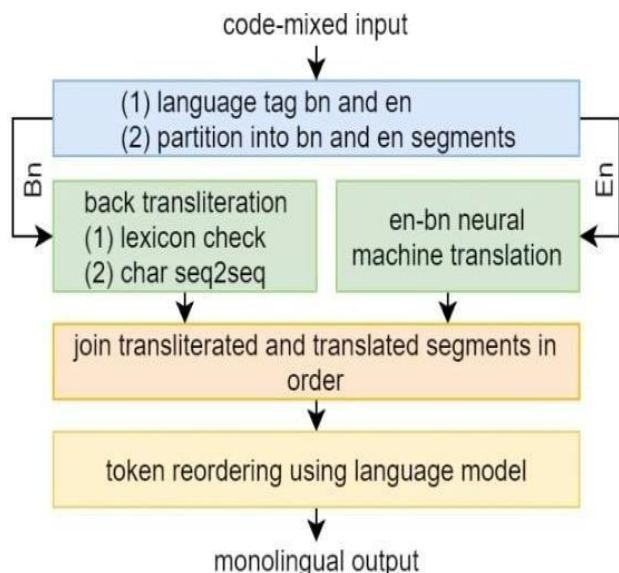 code-mixed input
(1) language tag bn and en
(2) partition into bn and en segments
Bn
En
back transliteration
(1) lexicon check
(2) char seq2seq
en-bn neural
machine translation
join transliterated and translated segments in
order
token reordering using language model
monolingual output